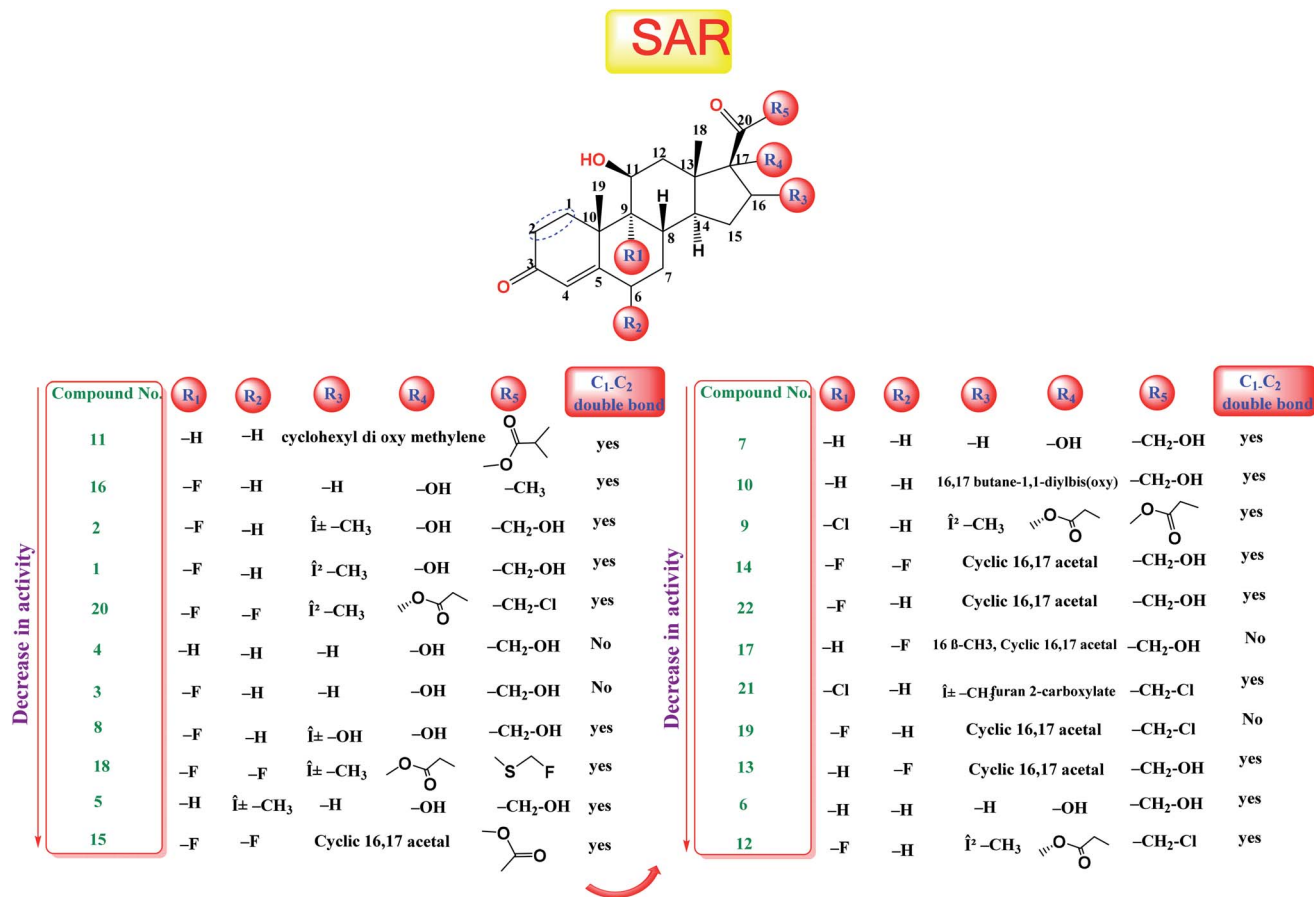 SAR
O
R5
20
18
12
17
R4
HO
11
13
19
H
16
R3
1
9
10
14
2
8
15
R1
H
3
5
7
O
4
6
R2
Compound No. R1 R2 R3 R4 R5 C1-C2 double bond
11 –H –H cyclohexyl di oxy methylene O O yes
16 –F –H –H –OH –CH3 yes
2 –F –H Î± –CH3 –OH –CH2-OH yes
1 –F –H Î² –CH3 –OH –CH2-OH yes
20 –F –F Î² –CH3 O O –CH2-Cl yes
4 –H –H –H –OH –CH2-OH No
3 –F –H –H –OH –CH2-OH No
8 –F –H Î± –OH –OH –CH2-OH yes
18 –F –F Î± –CH3 O O S F yes
5 –H Î± –CH3 –H –OH –CH2-OH yes
15 –F –F Cyclic 16,17 acetal O O yes
Decrease in activity
Compound No. R1 R2 R3 R4 R5 C1-C2 double bond
7 –H –H –H –OH –CH2-OH yes
10 –H –H 16,17 butane-1,1-diylbis(oxy) –CH2-OH yes
9 –Cl –H Î² –CH3 O O O O yes
14 –F –F Cyclic 16,17 acetal –CH2-OH yes
22 –F –H Cyclic 16,17 acetal –CH2-OH yes
17 –H –F 16 ß-CH3, Cyclic 16,17 acetal –CH2-OH No
21 –Cl –H Î± –CH3 furan 2-carboxylate –CH2-Cl yes
19 –F –H Cyclic 16,17 acetal –CH2-Cl No
13 –H –F Cyclic 16,17 acetal –CH2-OH yes
6 –H –H –H –OH –CH2-OH yes
12 –F –H Î² –CH3 O O –CH2-Cl yes
Decrease in activity